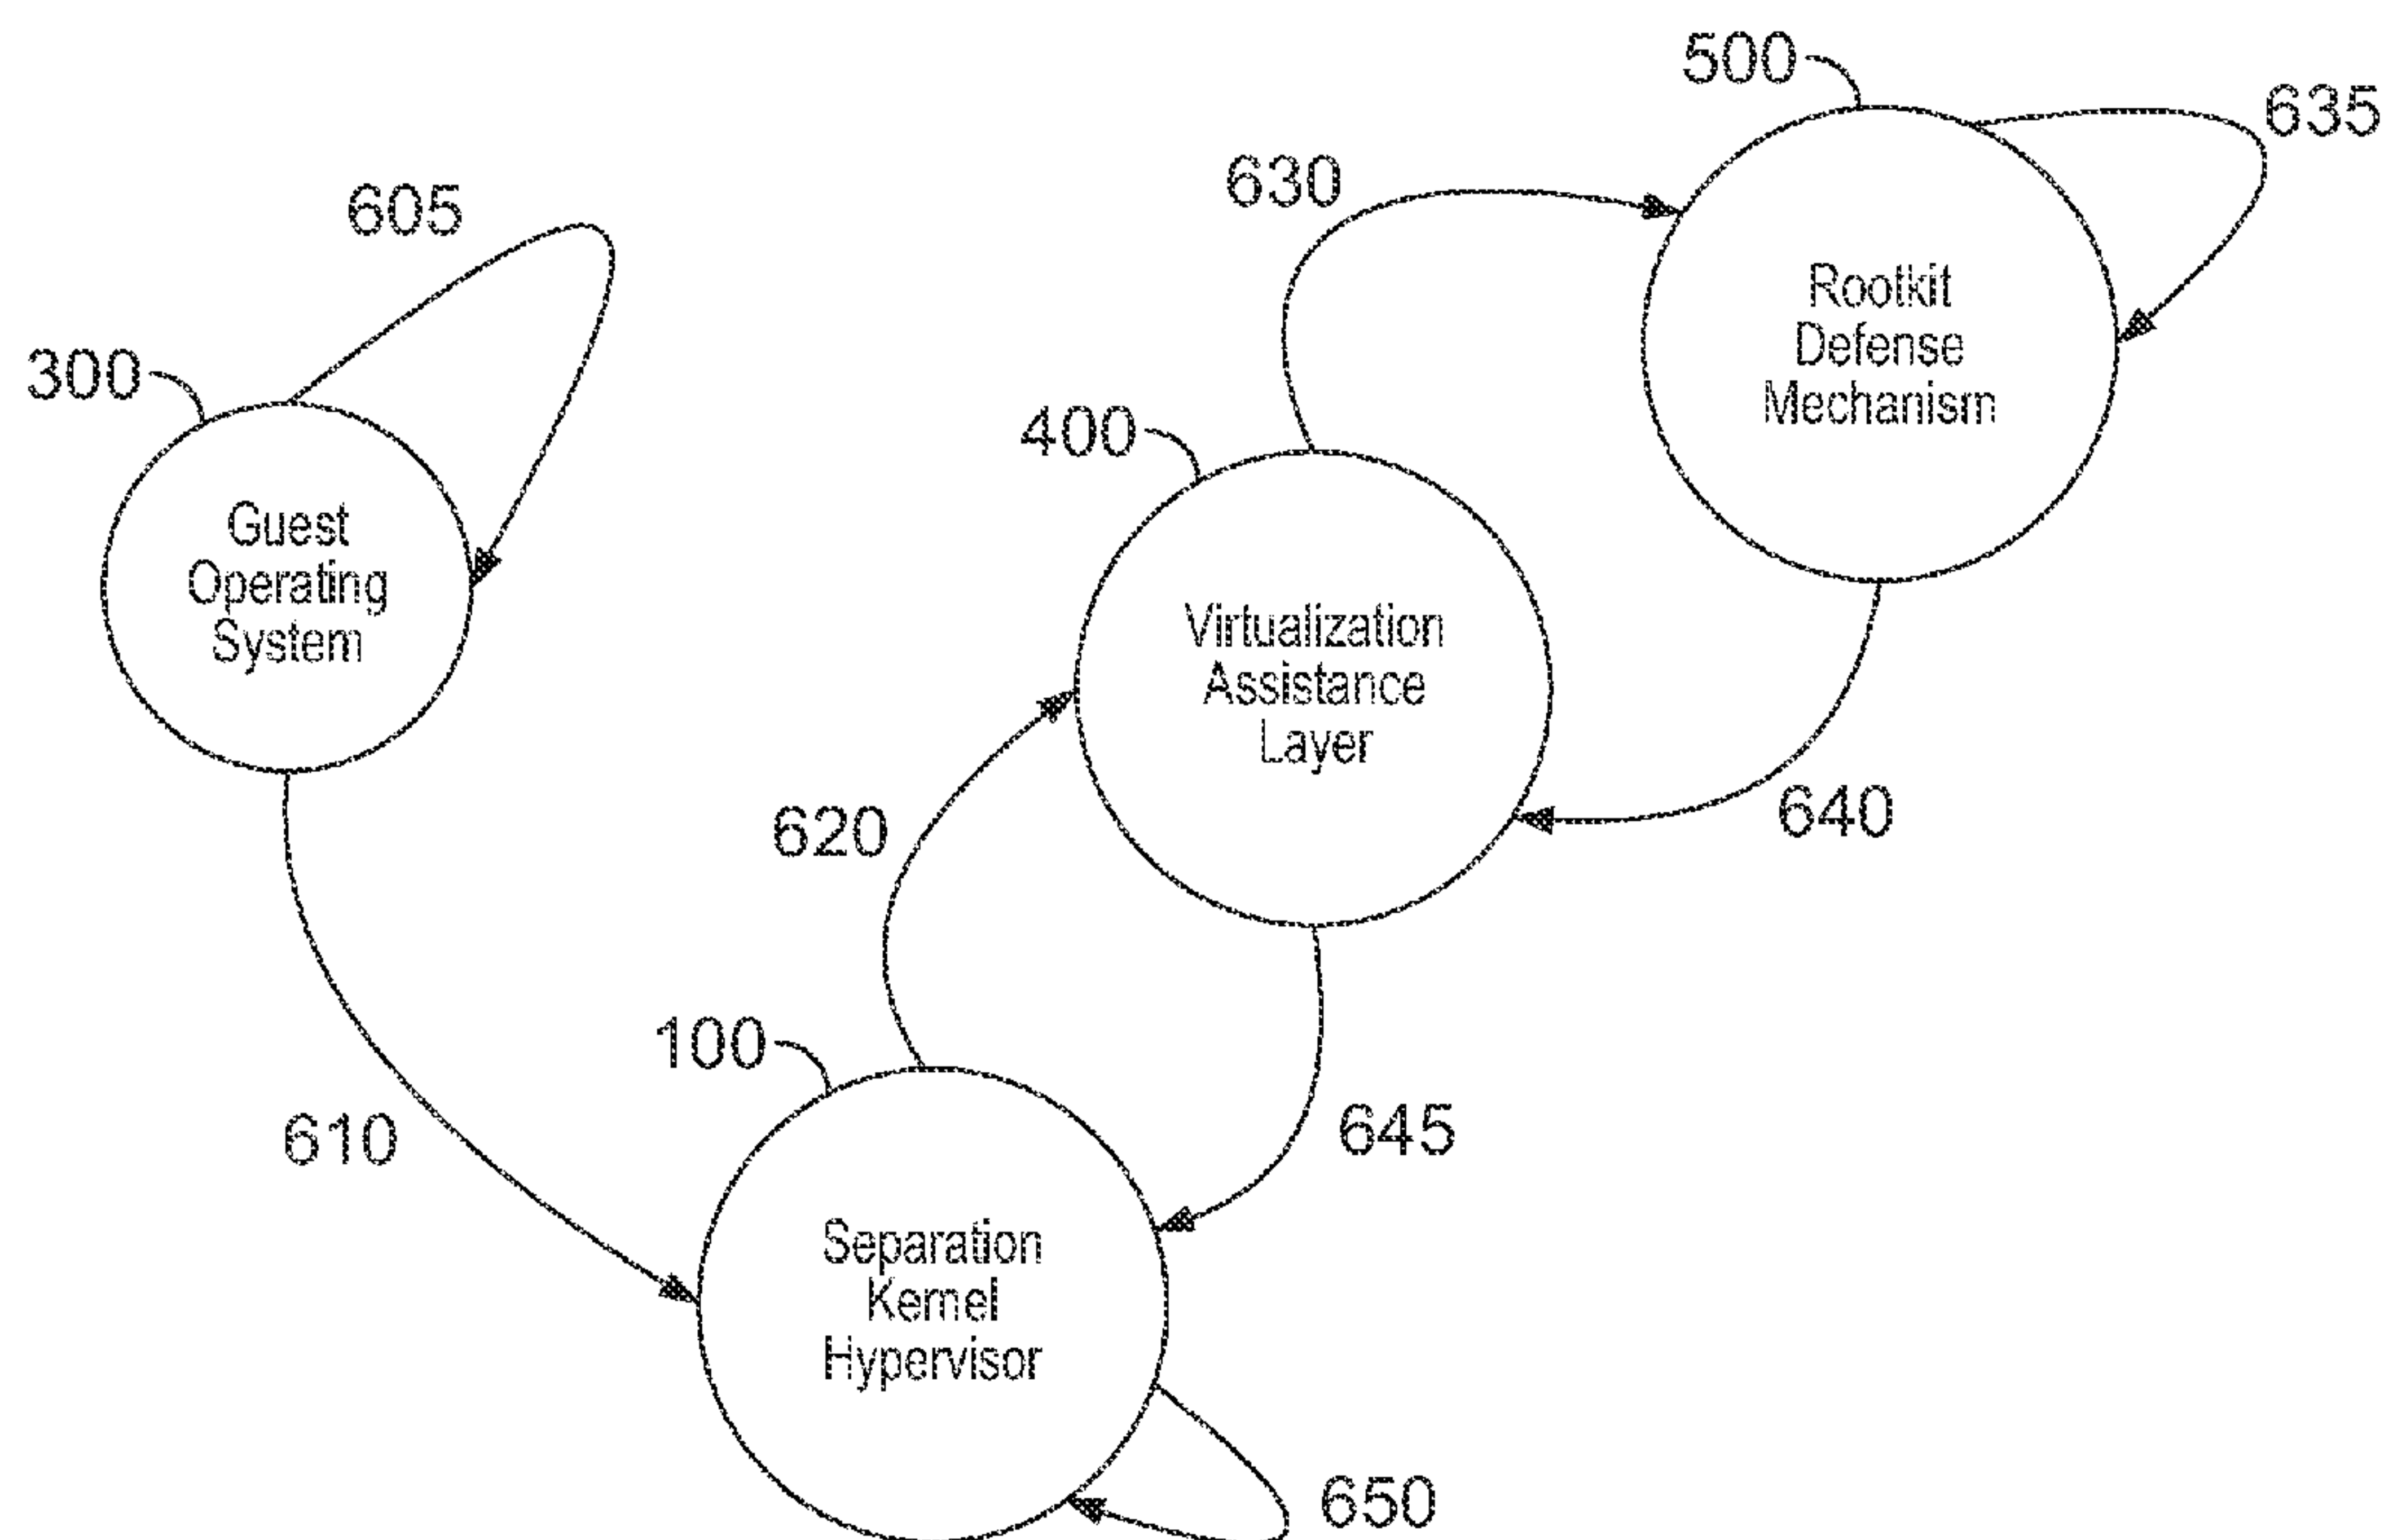 500
635
630
605
300
Rootkit
Defense
Mechanism
400
Guest
Operating
System
Virtualization
Assistance
Layer
620
640
100
610
645
Separation
Kernel
Hypervisor
650